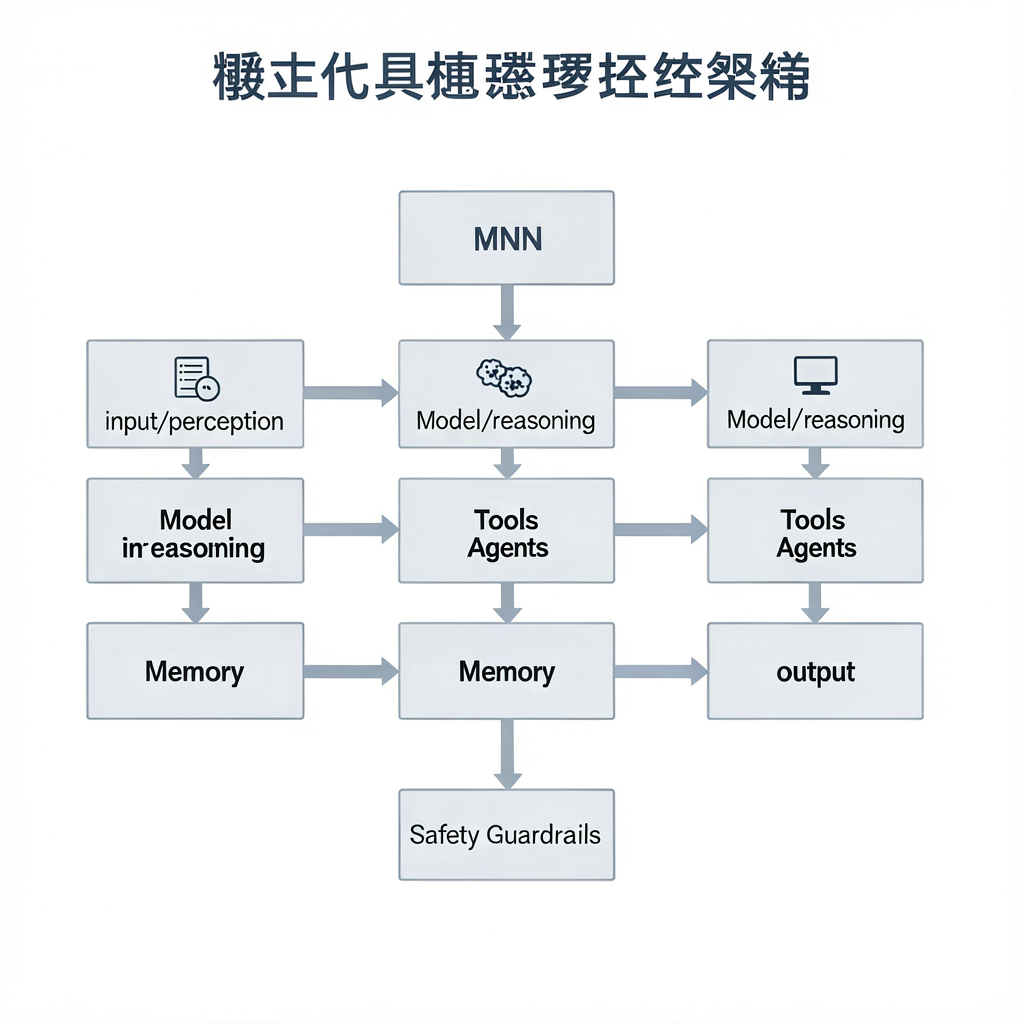 MNN
input/perception
Model/reasoning
Model/reasoning
Model
Tools
Agents
Tools
Agents
Memory
Memory
output
Safety Guardrails